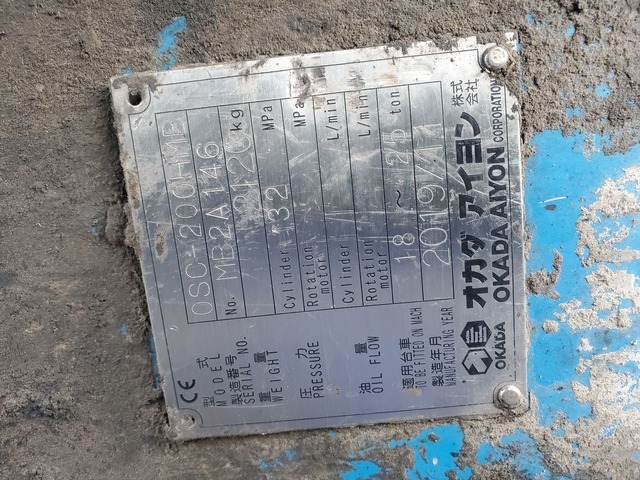 CE
型式 MODEL OSC-200HMB
製造番号 SERIAL NO. No. MB2A146
重量 WEIGHT 2120kg
圧力 PRESSURE Cylinder 32 MPa
Rotation motor MPa
油量 OIL FLOW Cylinder L/min
Rotation motor L/min
適用台車 TO BE FITTED ON MACH 18 ~ 25 ton
製造年月 MANUFACTURING YEAR 2019/11
OKADA オカダ アイヨン 株式会社
OKADA AIYON CORPORATION